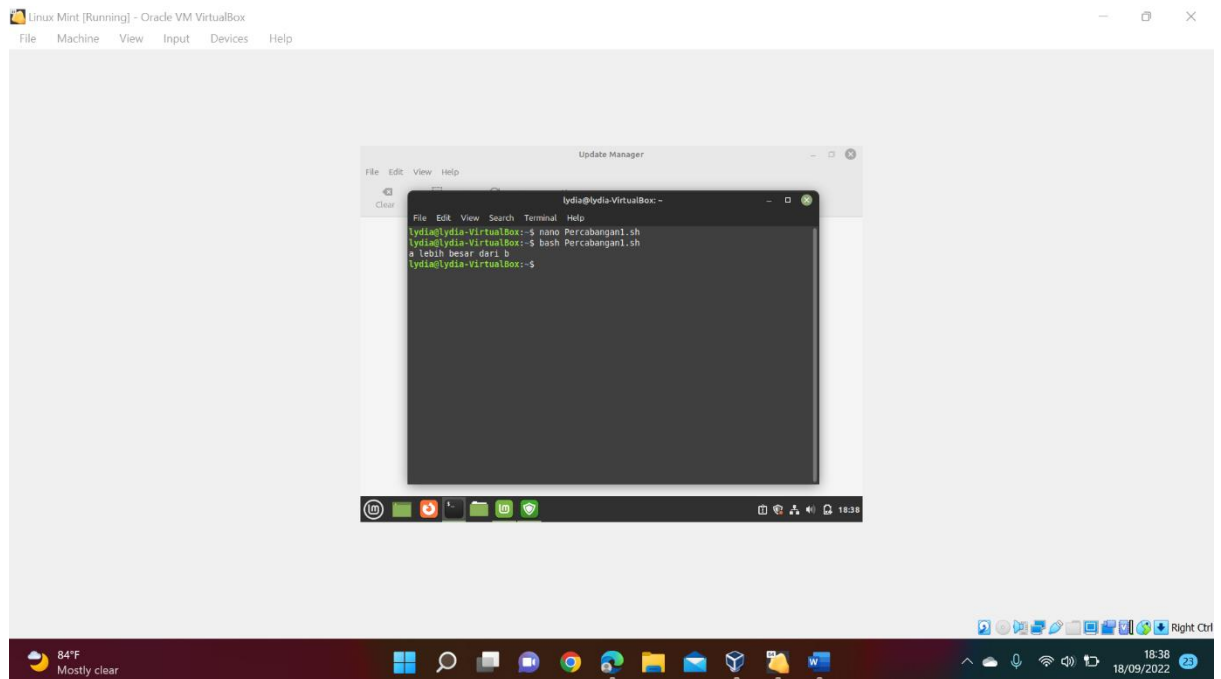 Linux Mint [Running] - Oracle VM VirtualBox
File Machine View Input Devices Help
Update Manager
File Edit View Help
Clear
lydia@lydia-VirtualBox: ~
File Edit View Search Terminal Help
lydia@lydia-VirtualBox:~$ nano Percabangan1.sh
lydia@lydia-VirtualBox:~$ bash Percabangan1.sh
a lebih besar dari b
lydia@lydia-VirtualBox:~$
18:38
Right Ctrl
84°F
Mostly clear
18:38
18/09/2022
23